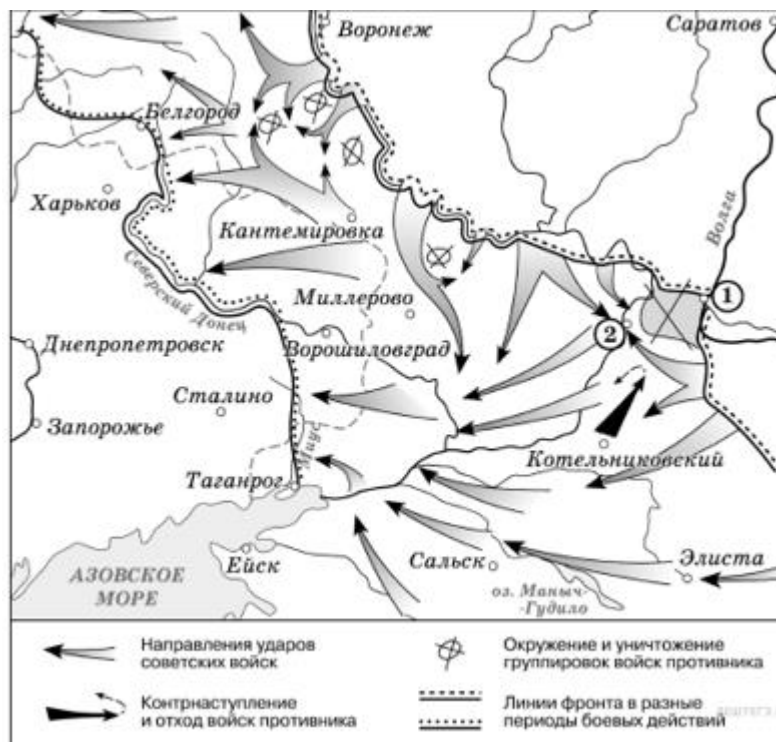 Воронеж
Саратов
Белгород
Волга
Харьков
Кантемировка
Северский Донец
Миллерово
1
2
Днепропетровск
Ворошиловград
Сталино
Запорожье
Миус
Котельниковский
Таганрог
Ейск
Сальск
Элиста
АЗОВСКОЕ
МОРЕ
оз. Маныч-
-Гудило
Направления ударов
советских войск
Окружение и уничтожение
группировок войск противника
Контрнаступление
и отход войск противника
Линии фронта в разные
периоды боевых действий